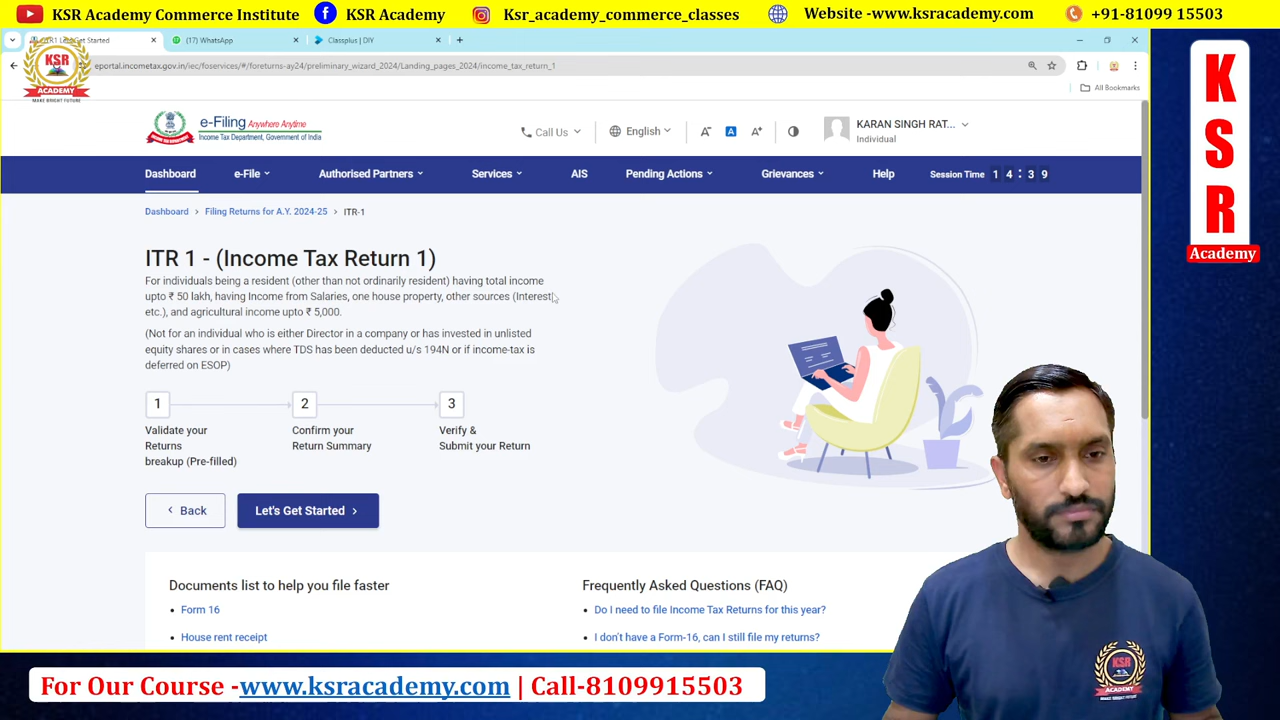 KSR Academy Commerce Institute
KSR Academy
Ksr_academy_commerce_classes
Website -www.ksracademy.com
+91-81099 15503
Let's Get Started
(17) WhatsApp
Classplus | DIY
eportal.incometax.gov.in/iec/foservices/#/foreturns-ay24/preliminary_wizard_2024/Landing_pages_2024/income_tax_return_1
All Bookmarks
KSR
ACADEMY
MAKE BRIGHT FUTURE
e-Filing Anywhere Anytime
Income Tax Department, Government of India
Call Us
English
A A A+
KARAN SINGH RAT...
Individual
Dashboard e-File Authorised Partners Services AIS Pending Actions Grievances Help Session Time 1 4 : 3 9
Dashboard > Filing Returns for A.Y. 2024-25 > ITR-1
ITR 1 - (Income Tax Return 1)
For individuals being a resident (other than not ordinarily resident) having total income
upto ₹ 50 lakh, having Income from Salaries, one house property, other sources (Interest
etc.), and agricultural income upto ₹ 5,000.
(Not for an individual who is either Director in a company or has invested in unlisted
equity shares or in cases where TDS has been deducted u/s 194N or if income-tax is
deferred on ESOP)
1 2 3
Validate your
Returns
breakup (Pre-filled)
Confirm your
Return Summary
Verify &
Submit your Return
< Back
Let's Get Started >
Documents list to help you file faster
• Form 16
• House rent receipt
Frequently Asked Questions (FAQ)
• Do I need to file Income Tax Returns for this year?
• I don't have a Form-16, can I still file my returns?
K
S
R
Academy
KSR
ACADEMY
For Our Course -www.ksracademy.com | Call-8109915503